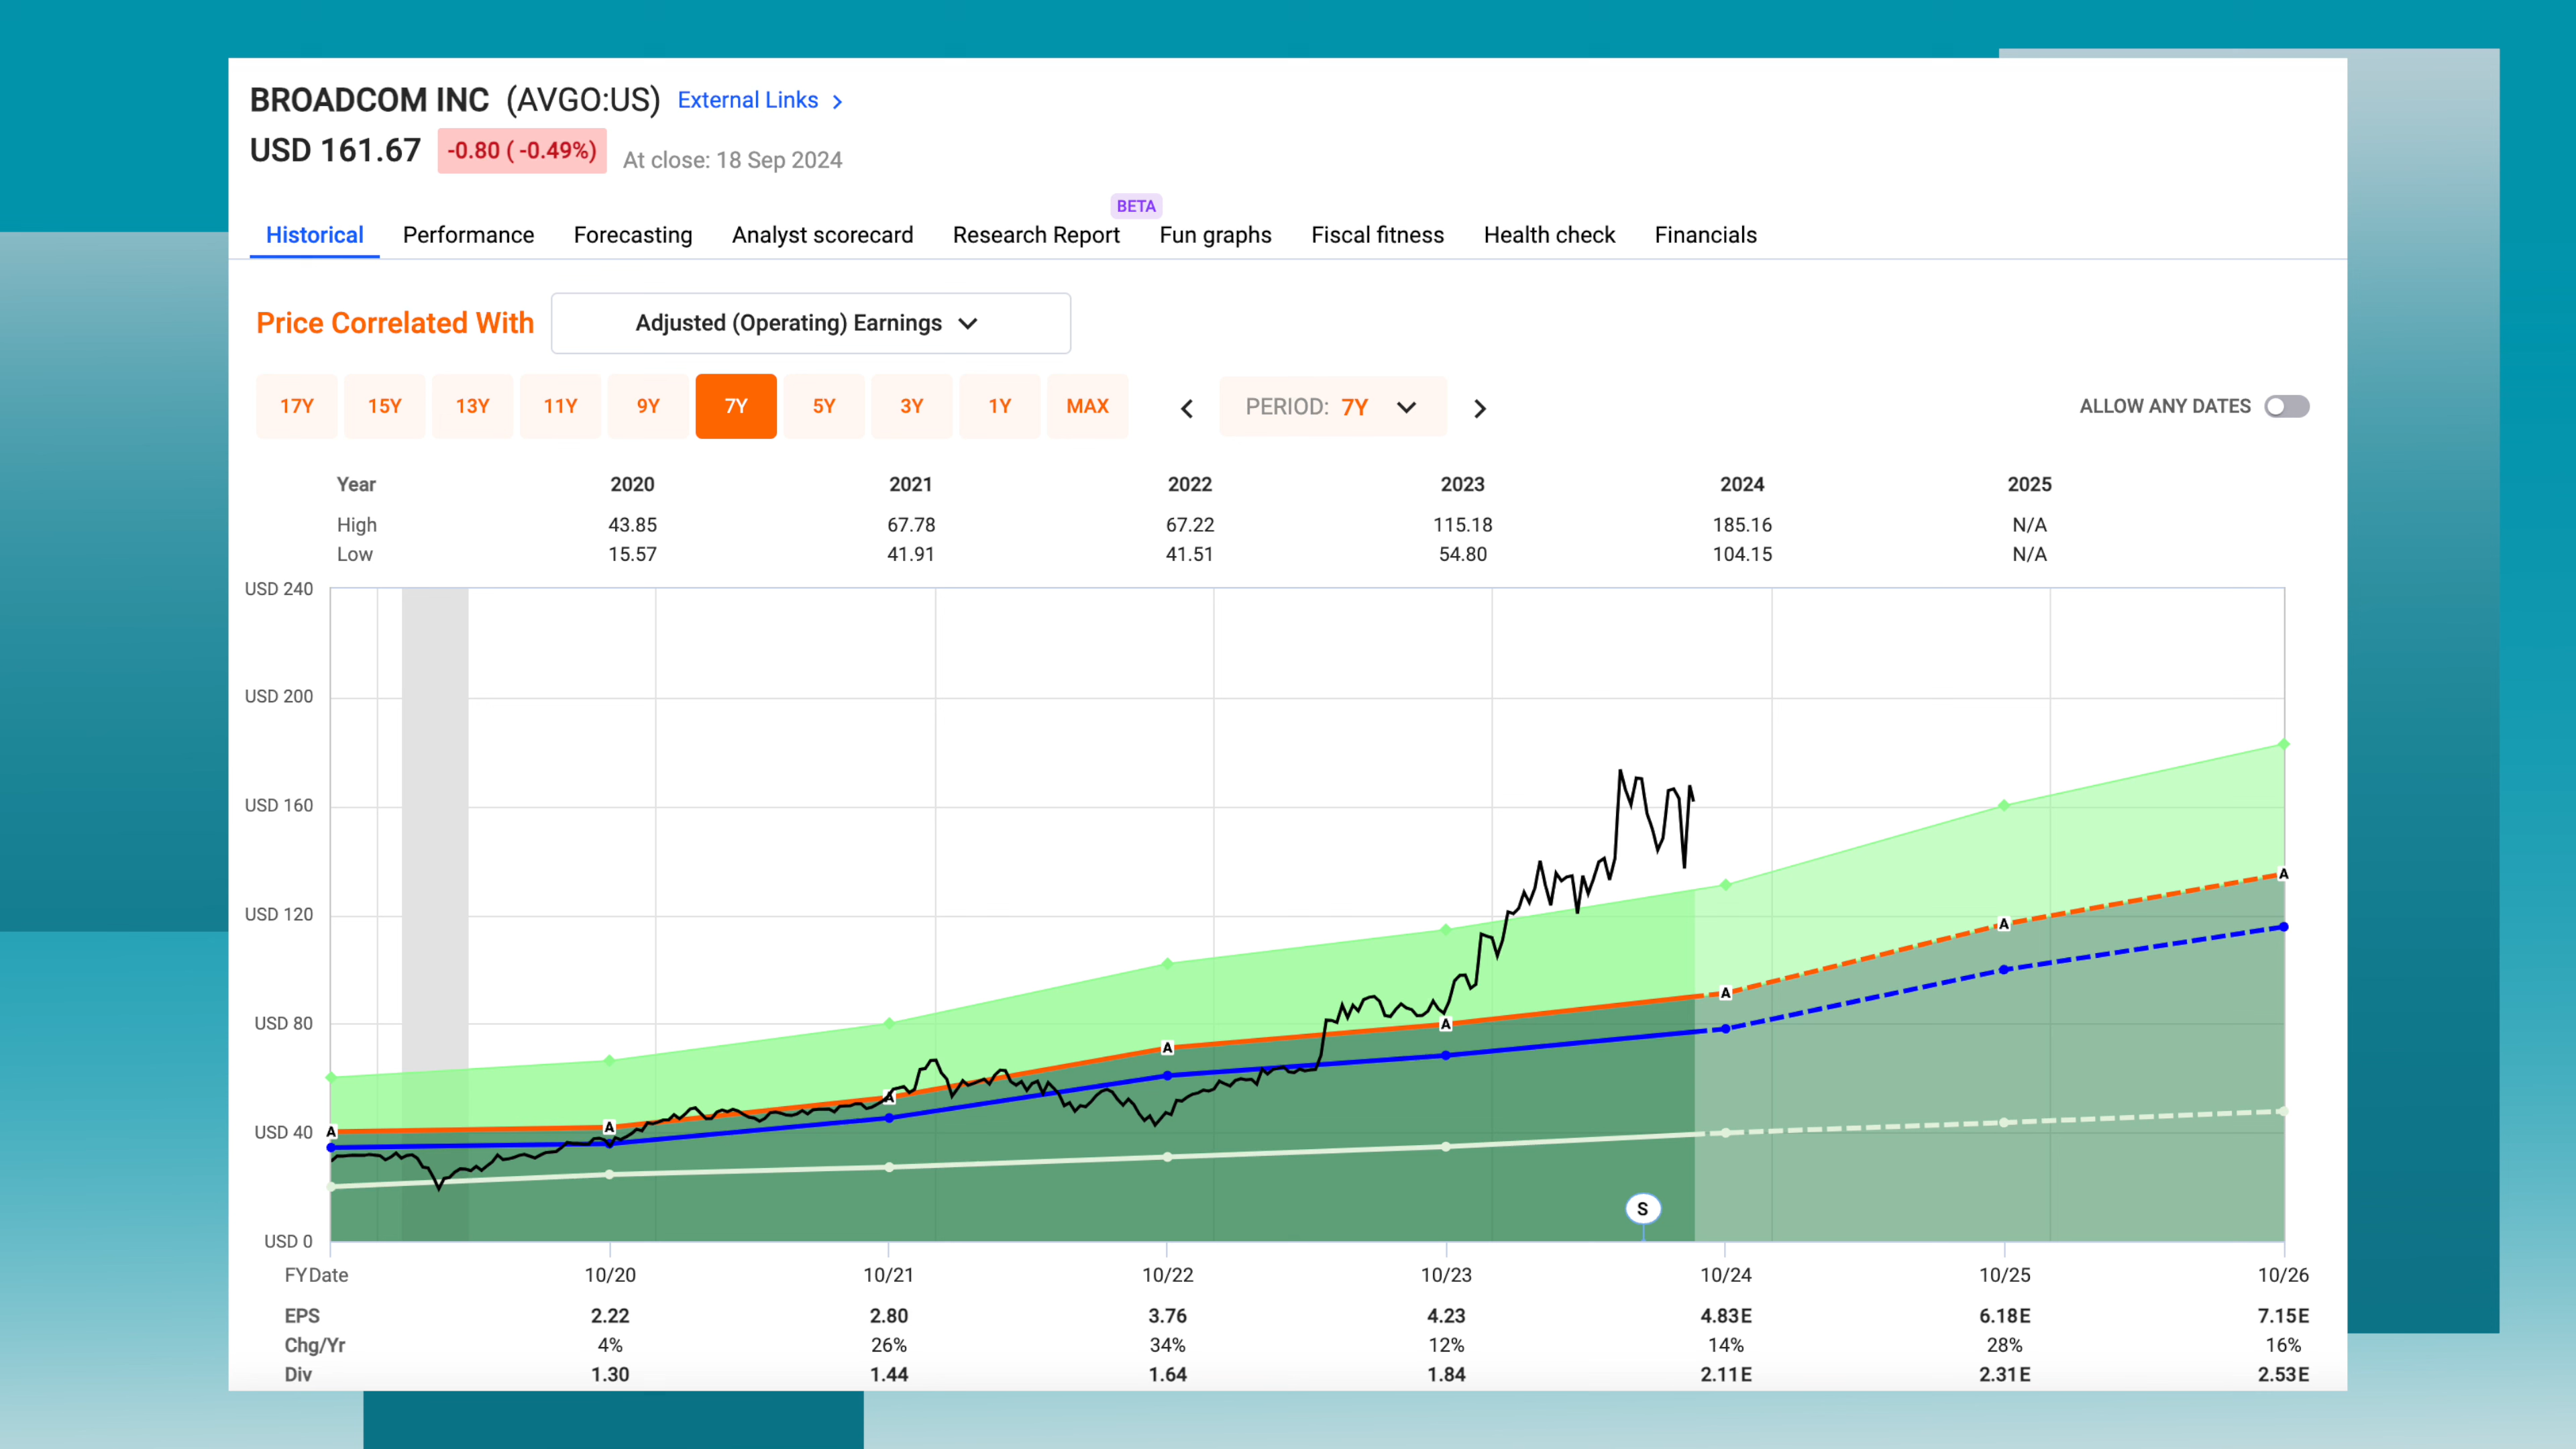 BROADCOM INC (AVGO:US) External Links >
USD 161.67 -0.80 ( -0.49%) At close: 18 Sep 2024
BETA
Historical Performance Forecasting Analyst scorecard Research Report Fun graphs Fiscal fitness Health check Financials
Price Correlated With Adjusted (Operating) Earnings
17Y 15Y 13Y 11Y 9Y 7Y 5Y 3Y 1Y MAX PERIOD: 7Y ALLOW ANY DATES
Year 2020 2021 2022 2023 2024 2025
High 43.85 67.78 67.22 115.18 185.16 N/A
Low 15.57 41.91 41.51 54.80 104.15 N/A
USD 240
USD 200
USD 160
USD 120
USD 80
USD 40
USD 0
A A A A A A A A
S
FYDate 10/20 10/21 10/22 10/23 10/24 10/25 10/26
EPS 2.22 2.80 3.76 4.23 4.83E 6.18E 7.15E
Chg/Yr 4% 26% 34% 12% 14% 28% 16%
Div 1.30 1.44 1.64 1.84 2.11E 2.31E 2.53E